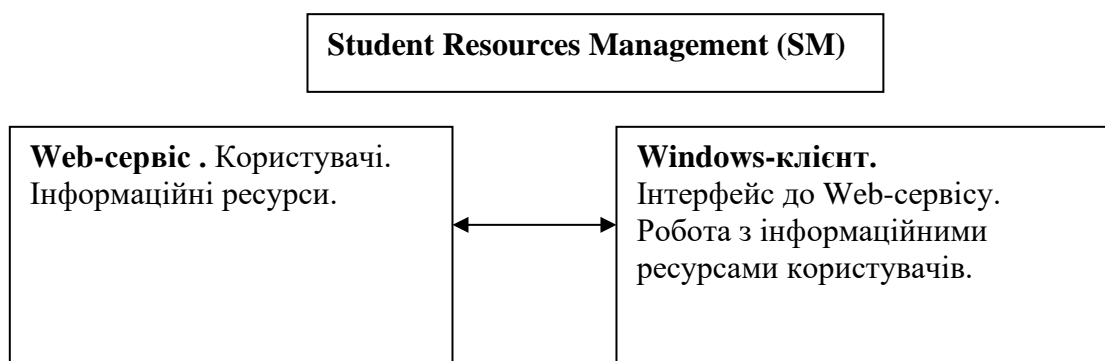 Student Resources Management (SM)
Web-сервіс . Користувачі.
Інформаційні ресурси.
Windows-клієнт.
Інтерфейс до Web-сервісу.
Робота з інформаційними
ресурсами користувачів.